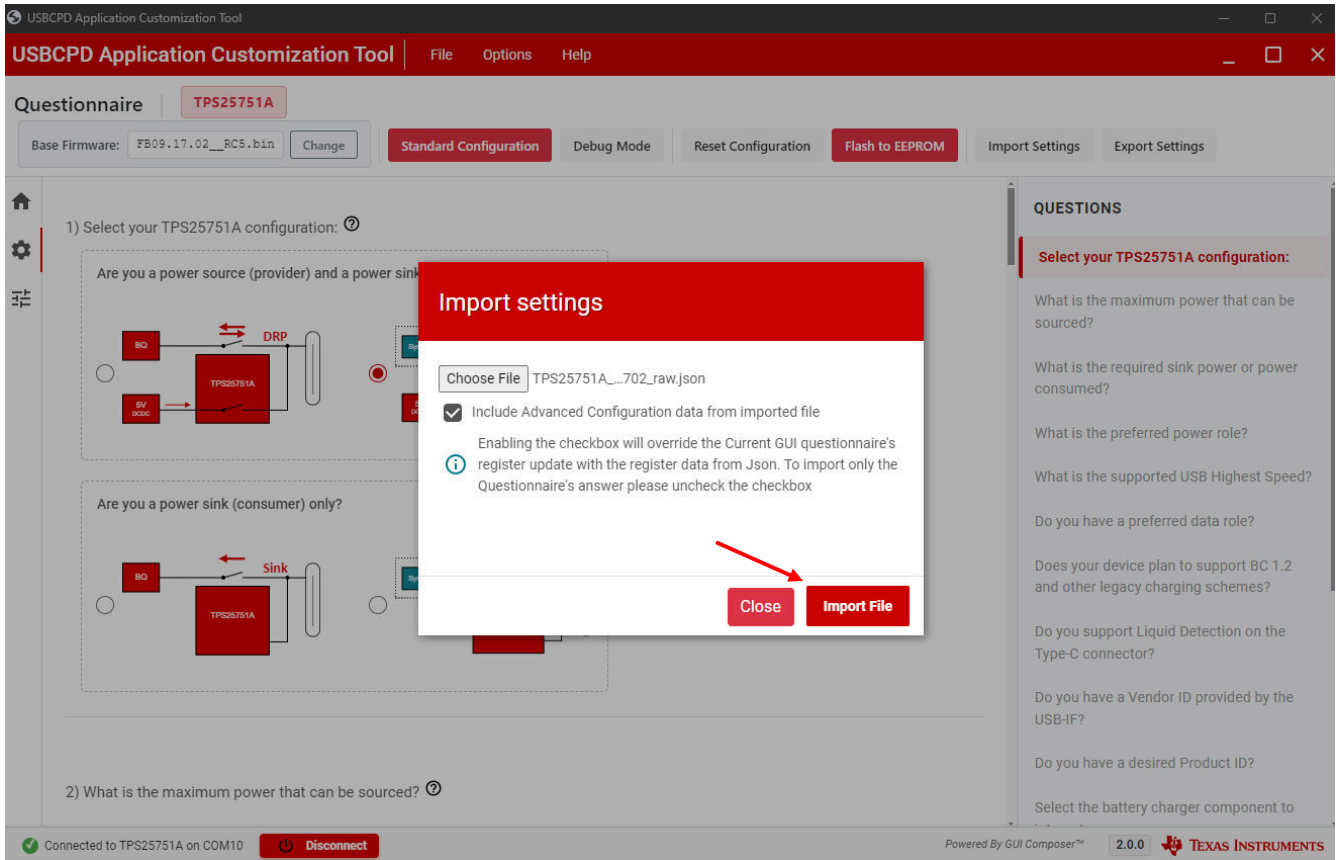 USBCPD Application Customization Tool
USBCPD Application Customization Tool File Options Help
Questionnaire TPS25751A
Base Firmware: FB09.17.02__RC5.bin Change Standard Configuration Debug Mode Reset Configuration Flash to EEPROM Import Settings Export Settings
1) Select your TPS25751A configuration:
Are you a power source (provider) and a power sink
BQ
DRP
TPS25751A
5V
DCDC
Are you a power sink (consumer) only?
BQ
Sink
TPS25751A
2) What is the maximum power that can be sourced?
Import settings
Choose File TPS25751A_...702_raw.json
Include Advanced Configuration data from imported file
Enabling the checkbox will override the Current GUI questionnaire's
register update with the register data from Json. To import only the
Questionnaire's answer please uncheck the checkbox
Close Import File
QUESTIONS
Select your TPS25751A configuration:
What is the maximum power that can be
sourced?
What is the required sink power or power
consumed?
What is the preferred power role?
What is the supported USB Highest Speed?
Do you have a preferred data role?
Does your device plan to support BC 1.2
and other legacy charging schemes?
Do you support Liquid Detection on the
Type-C connector?
Do you have a Vendor ID provided by the
USB-IF?
Do you have a desired Product ID?
Select the battery charger component to
Connected to TPS25751A on COM10 Disconnect Powered By GUI Composer™ 2.0.0 TEXAS INSTRUMENTS